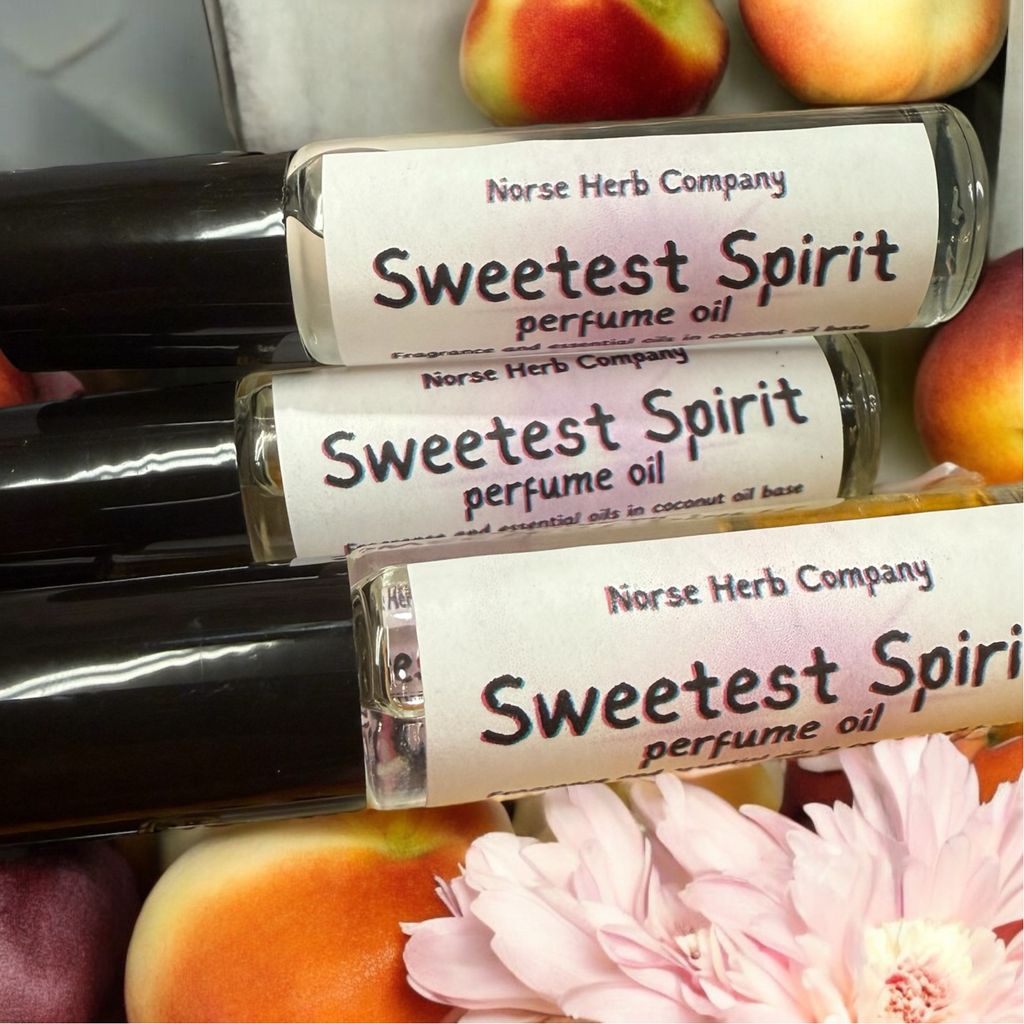 Norse Herb Company
Sweetest Spirit
perfume oil
Fragrance and essential oils in coconut oil base
Norse Herb Company
Sweetest Spirit
perfume oil
Fragrance and essential oils in coconut oil base
Norse Herb Company
Sweetest Spiri
perfume oil